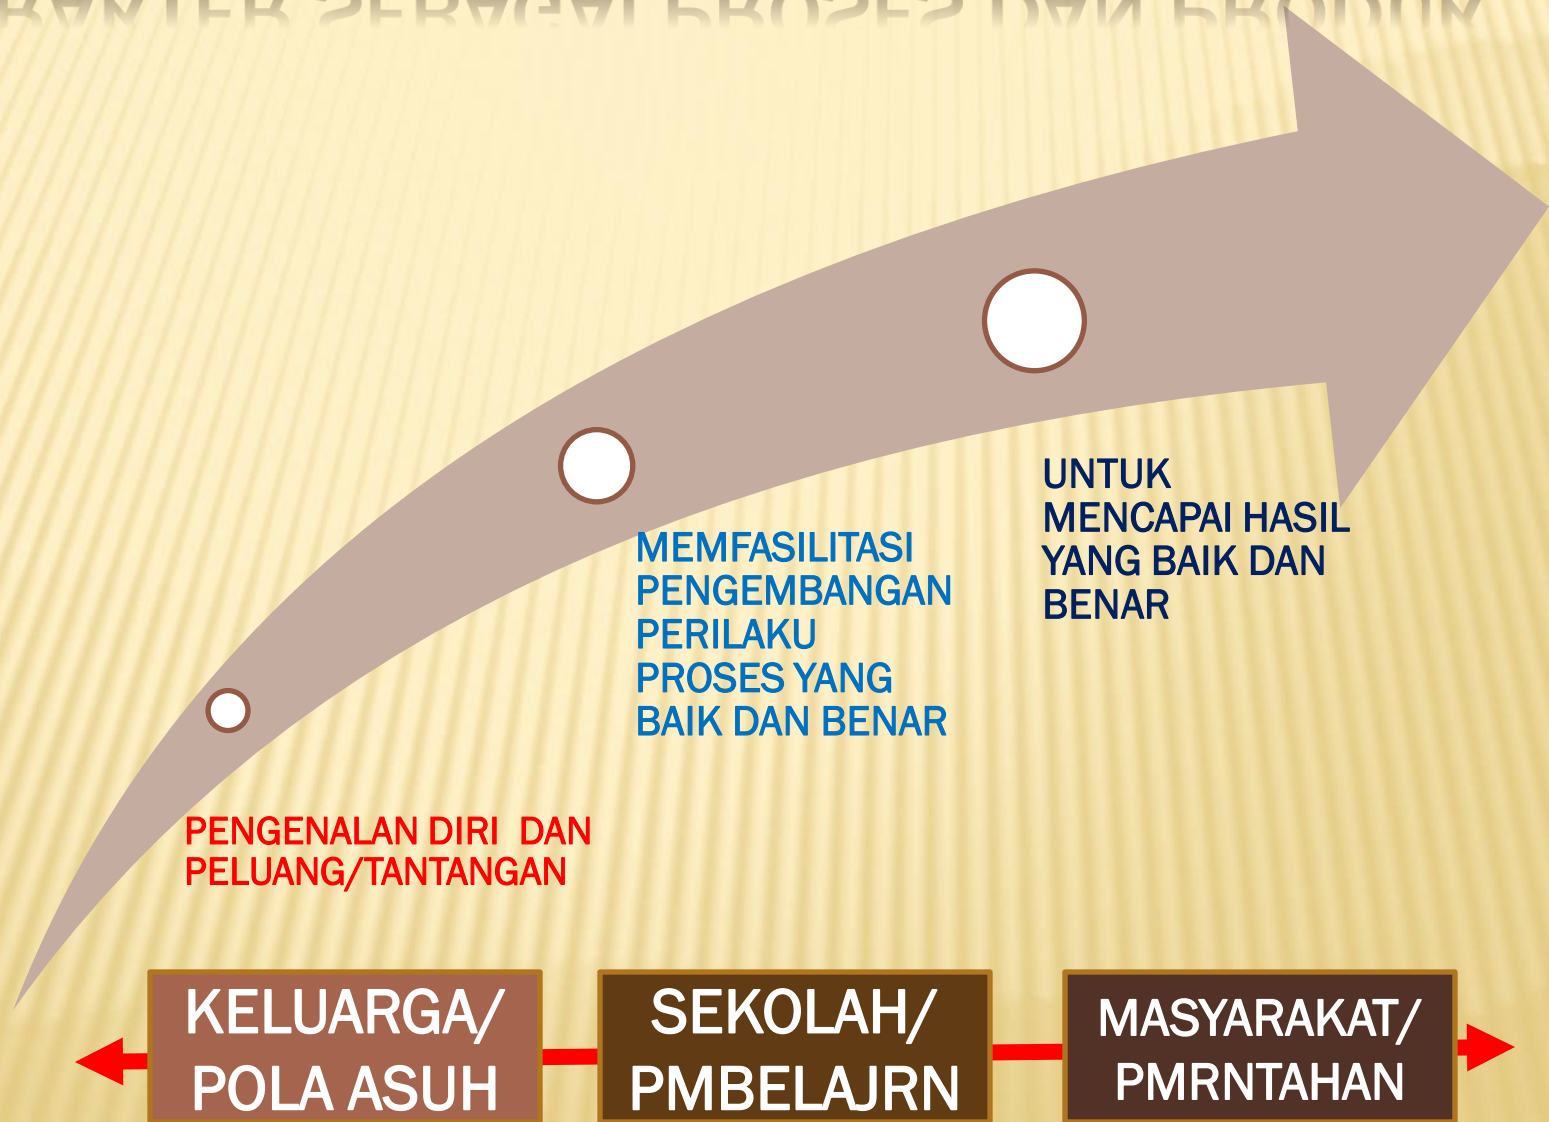 UNTUK
MENCAPAI HASIL
YANG BAIK DAN
BENAR
MEMFASILITASI
PENGEMBANGAN
PERILAKU
PROSES YANG
BAIK DAN BENAR
PENGENALAN DIRI DAN
PELUANG/TANTANGAN
KELUARGA/
POLA ASUH
SEKOLAH/
PMBELAJRN
MASYARAKAT/
PMRNTAHAN